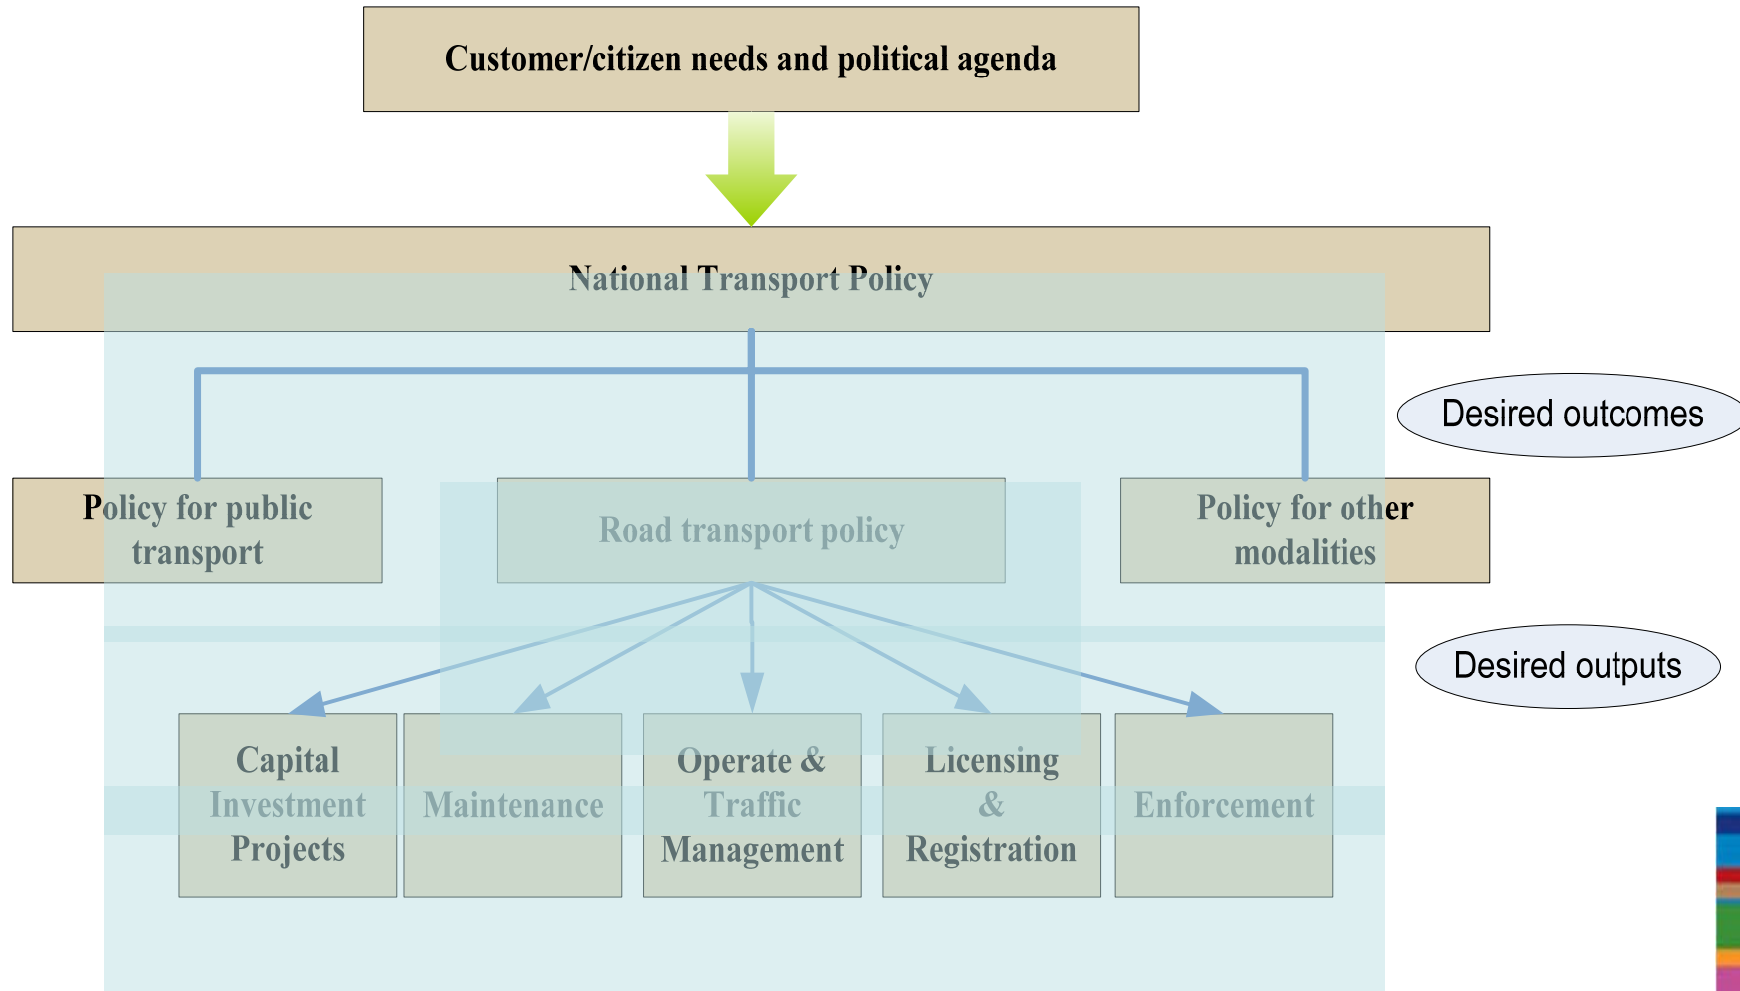 Customer/citizen needs and political agenda
National Transport Policy
Desired outcomes
Policy for public
transport
Road transport policy
Policy for other
modalities
Desired outputs
Capital
Investment
Projects
Maintenance
Operate &
Traffic
Management
Licensing
&
Registration
Enforcement